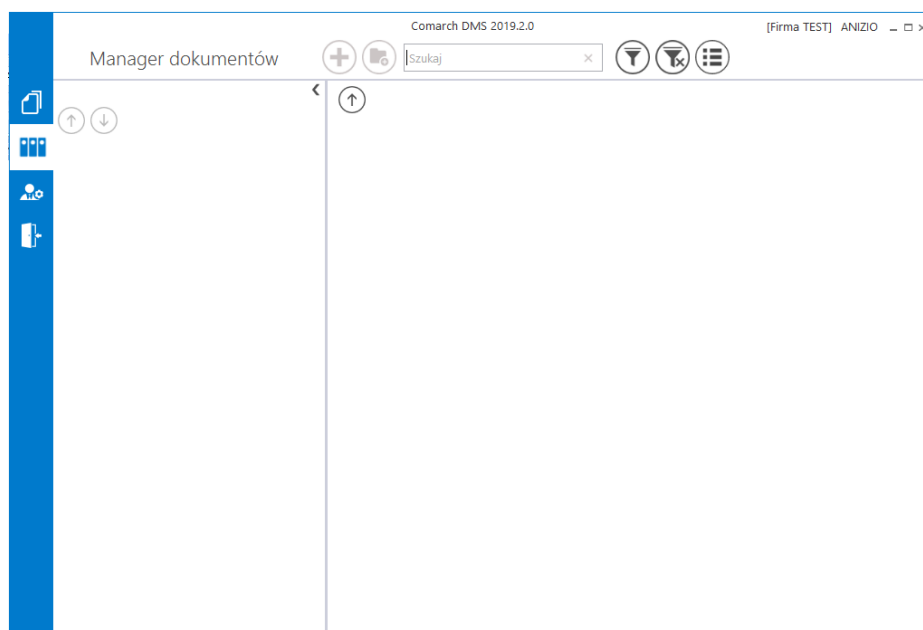 Comarch DMS 2019.2.0
[Firma TEST] ANIZIO
Manager dokumentów
Szukaj